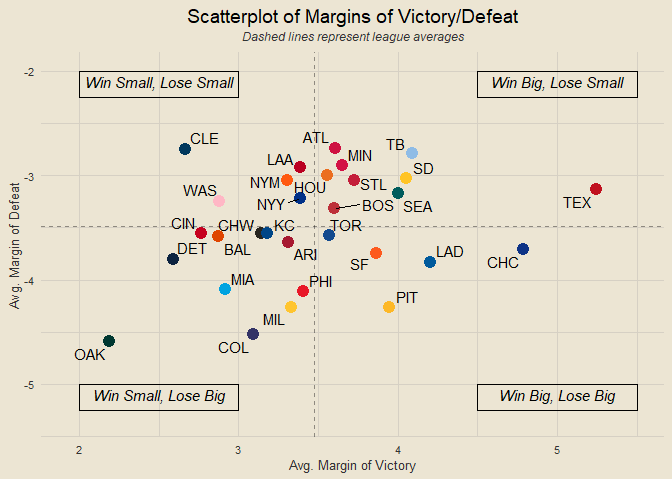 Scatterplot of Margins of Victory/Defeat
Dashed lines represent league averages
-2
Win Small, Lose Small
Win Big, Lose Small
CLE
ATL
TB
MIN
LAA
SD
-3
NYM
HOU
STL
WAS
TEX
NYY
BOS
SEA
CIN
CHW
KC
TOR
DET
BAL
ARI
LAD
SF
CHC
-4
MIA
PHI
PIT
MIL
COL
OAK
-5
Win Small, Lose Big
Win Big, Lose Big
2
3
4
5
Avg. Margin of Victory
Avg. Margin of Defeat